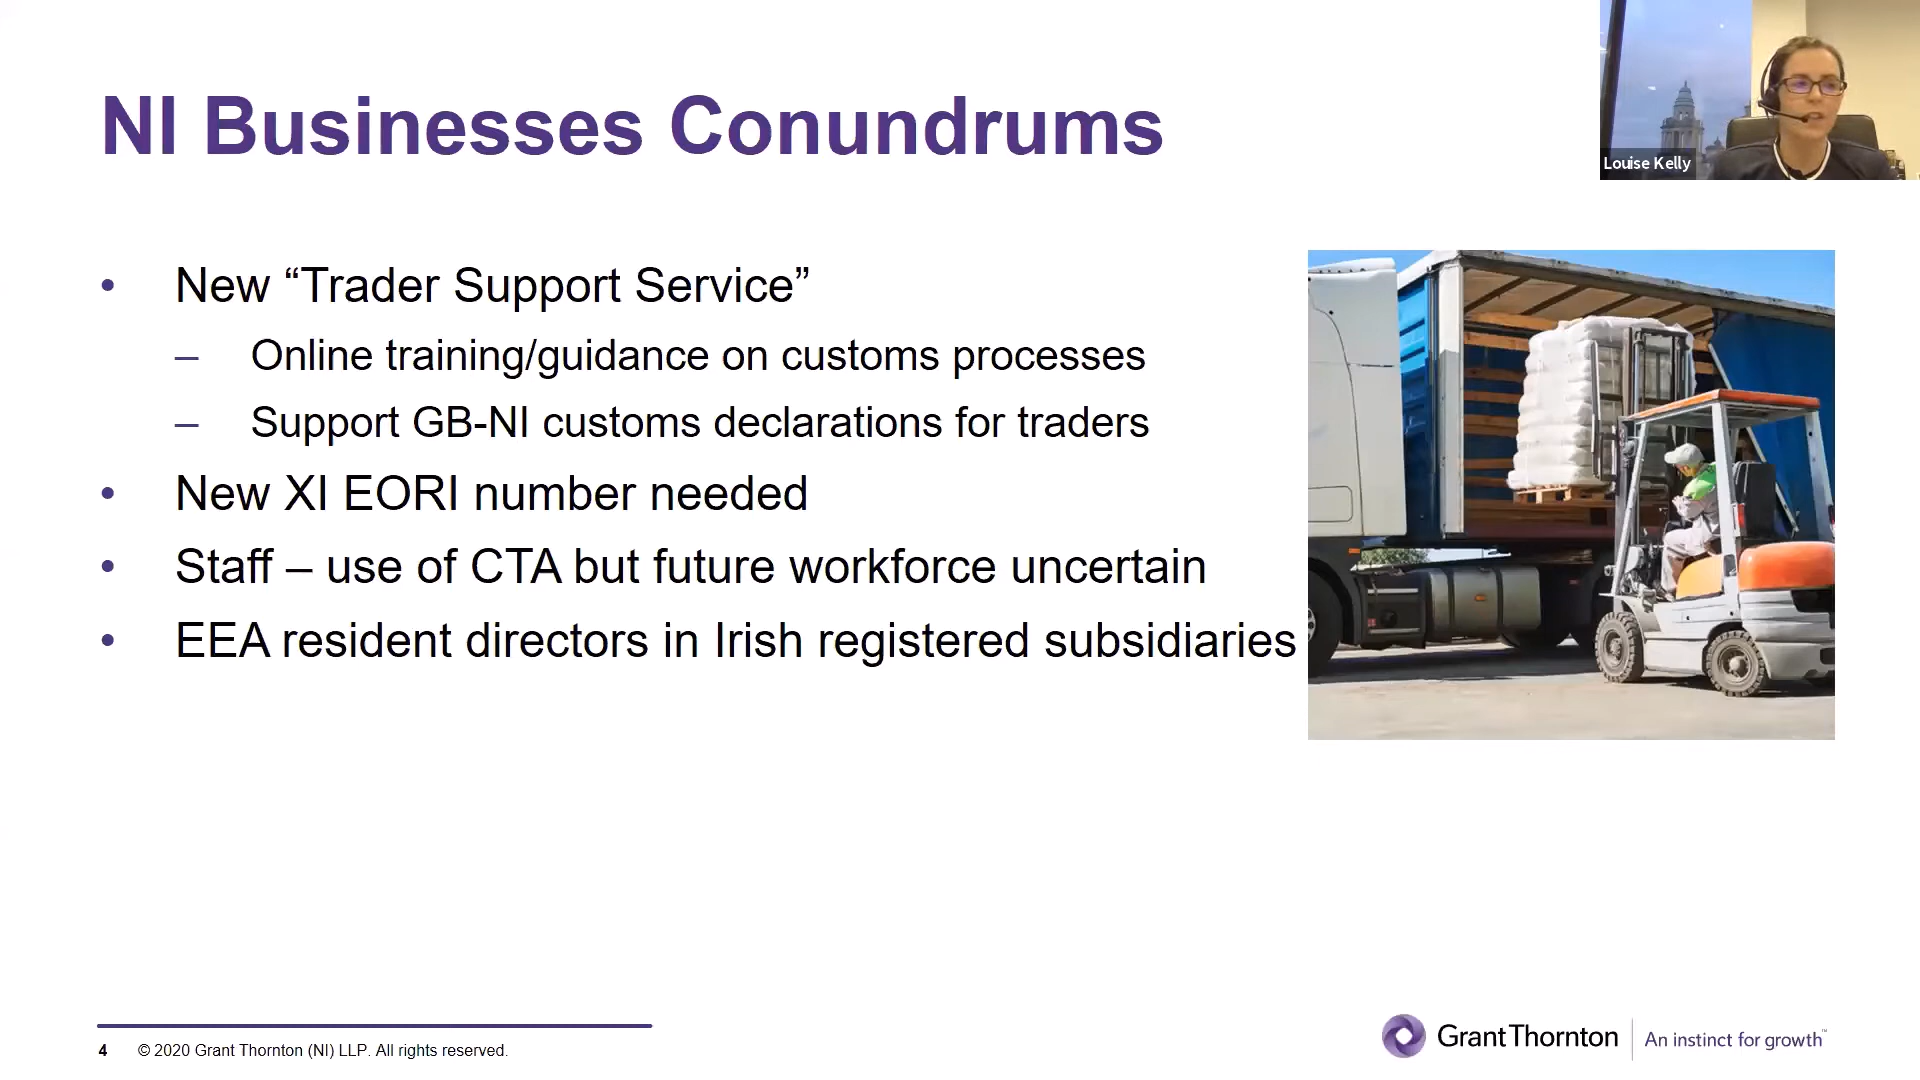 NI Businesses Conundrums
Louise Kelly
• New “Trader Support Service”
– Online training/guidance on customs processes
– Support GB-NI customs declarations for traders
• New XI EORI number needed
• Staff – use of CTA but future workforce uncertain
• EEA resident directors in Irish registered subsidiaries
4 © 2020 Grant Thornton (NI) LLP. All rights reserved.
Grant Thornton An instinct for growth™